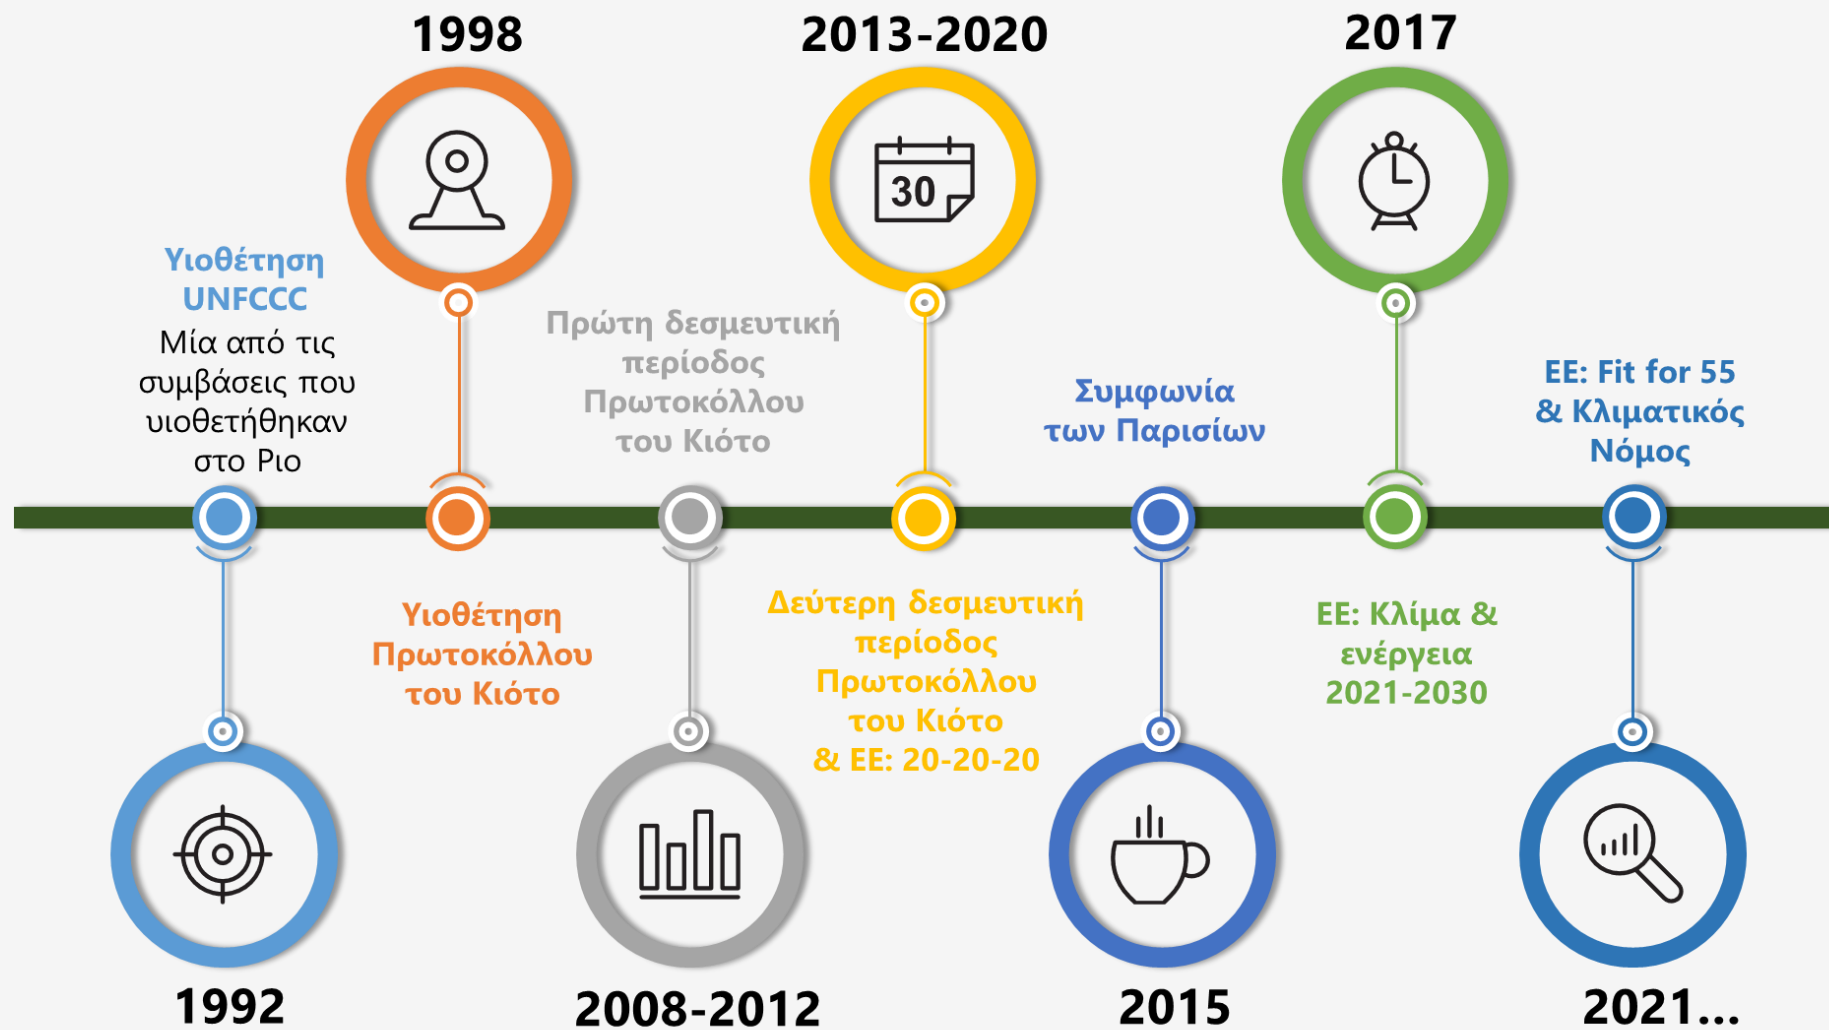 1998
2013-2020
2017
30
Υιοθέτηση
UNFCCC
Μία από τις
συμβάσεις που
υιοθετήθηκαν
στο Ριο
Πρώτη δεσμευτική
περίοδος
Πρωτοκόλλου
του Κιότο
Συμφωνία
των Παρισίων
ΕΕ: Fit for 55
& Κλιματικός
Νόμος
Υιοθέτηση
Πρωτοκόλλου
του Κιότο
Δεύτερη δεσμευτική
περίοδος
Πρωτοκόλλου
του Κιότο
& ΕΕ: 20-20-20
ΕΕ: Κλίμα &
ενέργεια
2021-2030
1992
2008-2012
2015
2021...